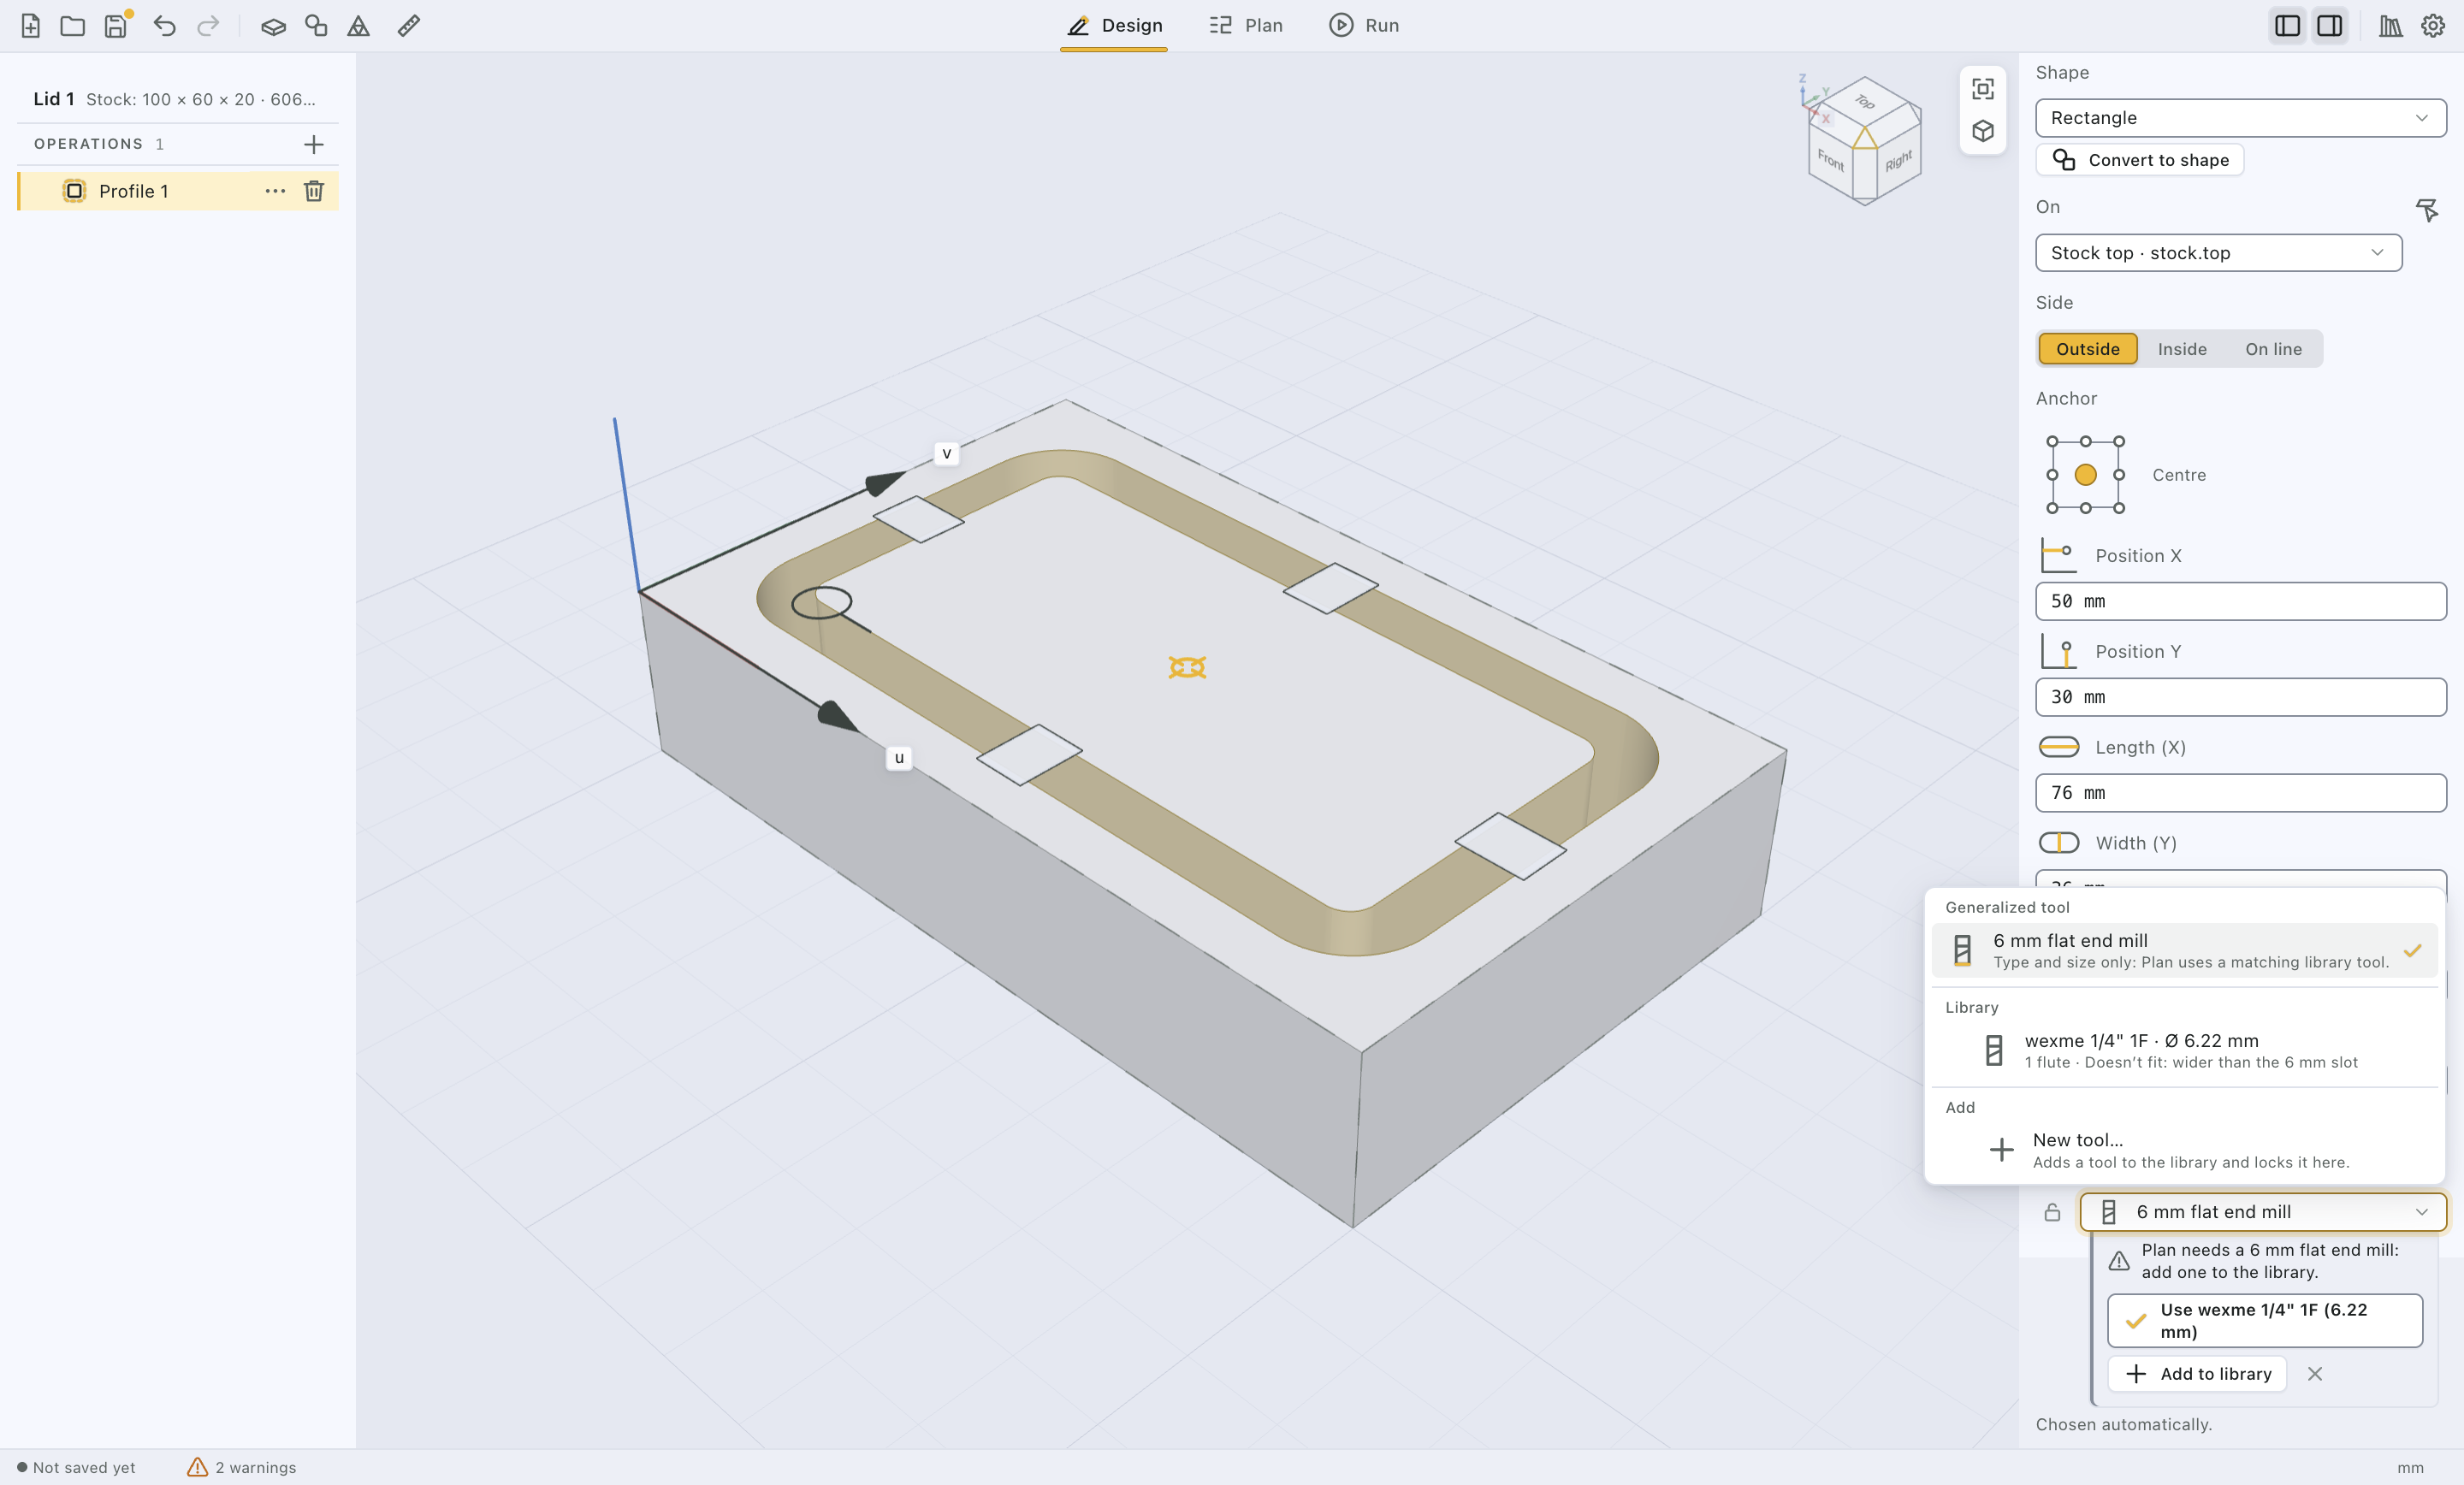 Design
Plan
Run
Lid 1 Stock: 100 × 60 × 20 · 606...
OPERATIONS 1
Profile 1
v
u
Z
Y
X
Top
Front
Right
Shape
Rectangle
Convert to shape
On
Stock top · stock.top
Side
Outside
Inside
On line
Anchor
Centre
Position X
50 mm
Position Y
30 mm
Length (X)
76 mm
Width (Y)
Generalized tool
6 mm flat end mill
Type and size only: Plan uses a matching library tool.
Library
wexme 1/4" 1F · Ø 6.22 mm
1 flute · Doesn’t fit: wider than the 6 mm slot
Add
New tool...
Adds a tool to the library and locks it here.
6 mm flat end mill
Plan needs a 6 mm flat end mill:
add one to the library.
Use wexme 1/4" 1F (6.22
mm)
Add to library
Chosen automatically.
Not saved yet
2 warnings
mm